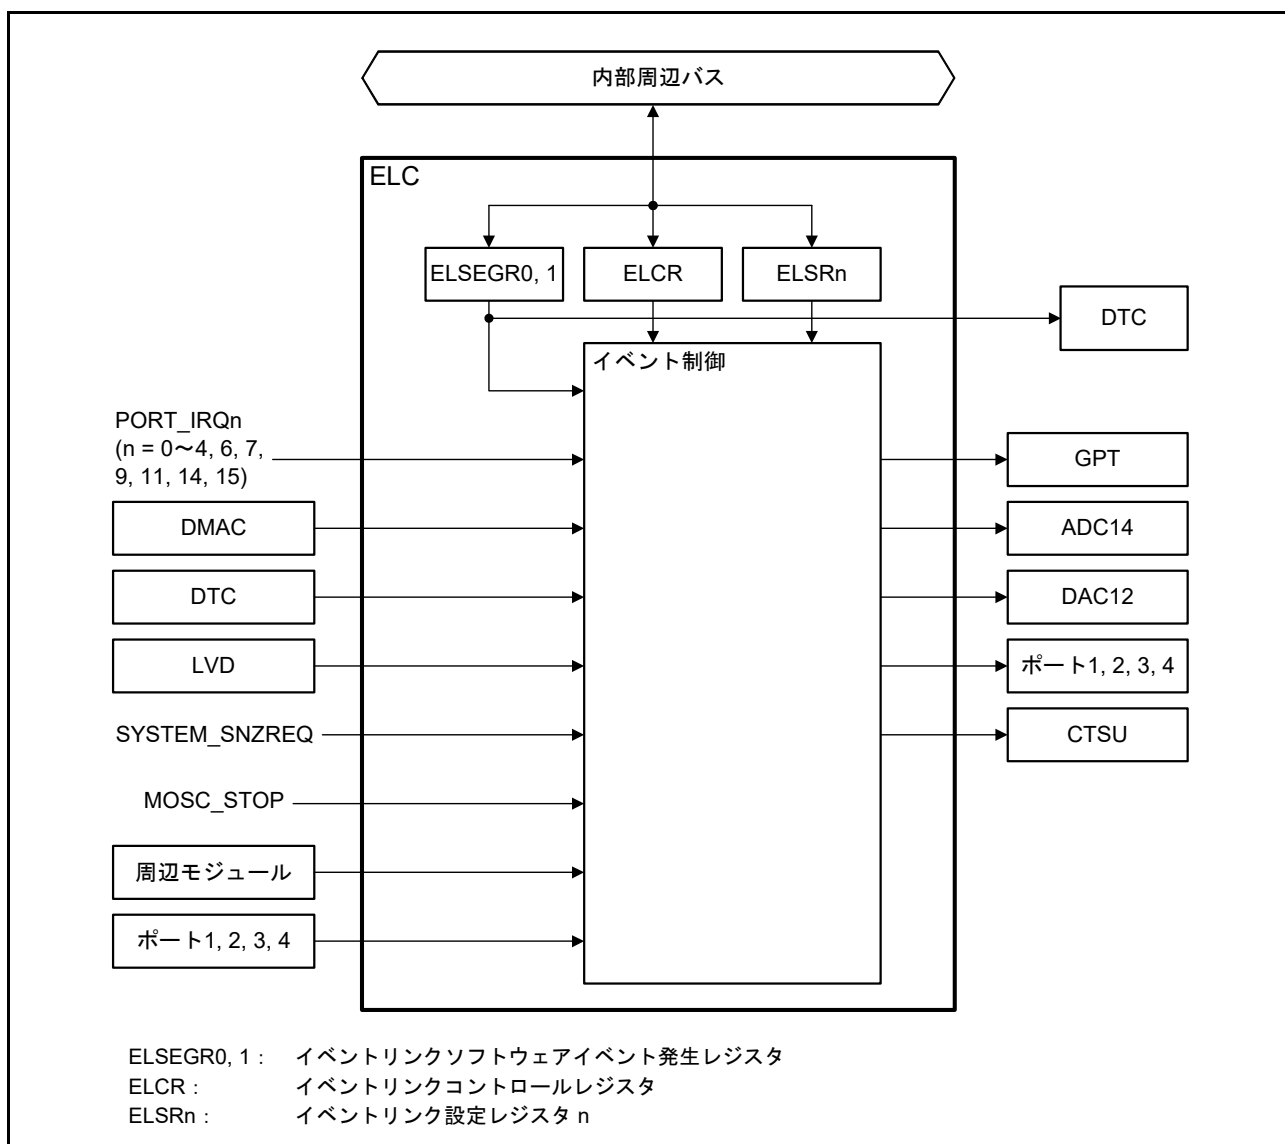 内部周辺バス
ELC
ELSEGR0, 1
ELCR
ELSRn
DTC
イベント制御
PORT_IRQn
(n = 0～4, 6, 7,
9, 11, 14, 15)
GPT
DMAC
ADC14
DTC
DAC12
LVD
ポート1, 2, 3, 4
SYSTEM_SNZREQ
CTSU
MOSC_STOP
周辺モジュール
ポート1, 2, 3, 4
ELSEGR0, 1： イベントリンクソフトウェアイベント発生レジスタ
ELCR： イベントリンクコントロールレジスタ
ELSRn： イベントリンク設定レジスタ n